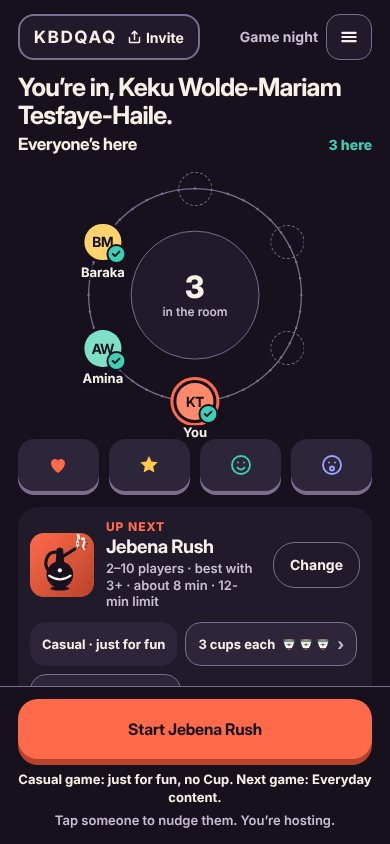 KBDQAQ Invite Game night
You're in, Keku Wolde-Mariam
Tesfaye-Haile.
Everyone's here 3 here
BM
Baraka
3
in the room
AW
Amina
KT
You
UP NEXT
Jebena Rush
2–10 players · best with
3+ · about 8 min · 12-
min limit
Change
Casual · just for fun 3 cups each ›
Start Jebena Rush
Casual game: just for fun, no Cup. Next game: Everyday
content.
Tap someone to nudge them. You're hosting.